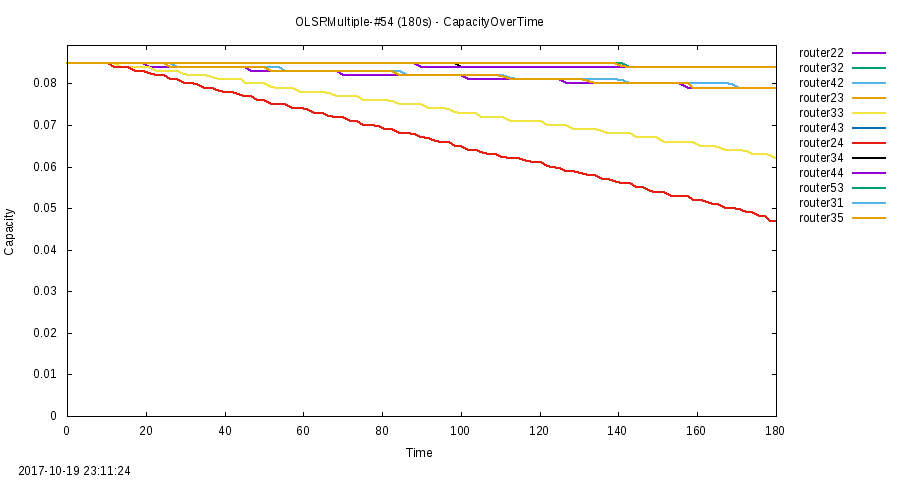 OLSRMultiple-#54 (180s) - CapacityOverTime
router22
router32
router42
router23
router33
router43
router24
router34
router44
router53
router31
router35
0.08
0.07
0.06
0.05
0.04
0.03
0.02
0.01
0
Capacity
0 20 40 60 80 100 120 140 160 180
Time
2017-10-19 23:11:24